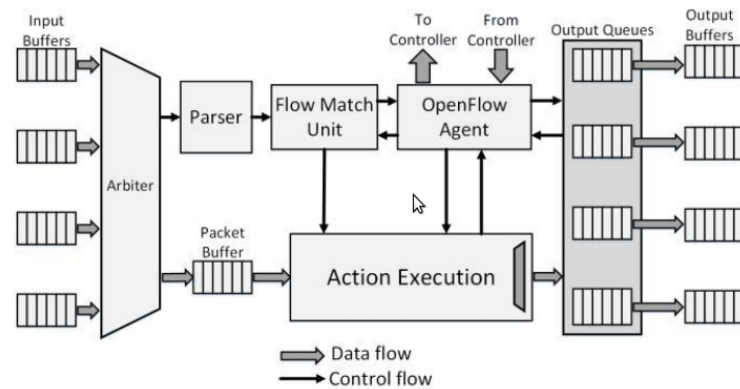 Input
Buffers
To
Controller
From
Controller
Output Queues
Output
Buffers
Parser
Flow Match
Unit
OpenFlow
Agent
Arbiter
Packet
Buffer
Action Execution
Data flow
Control flow